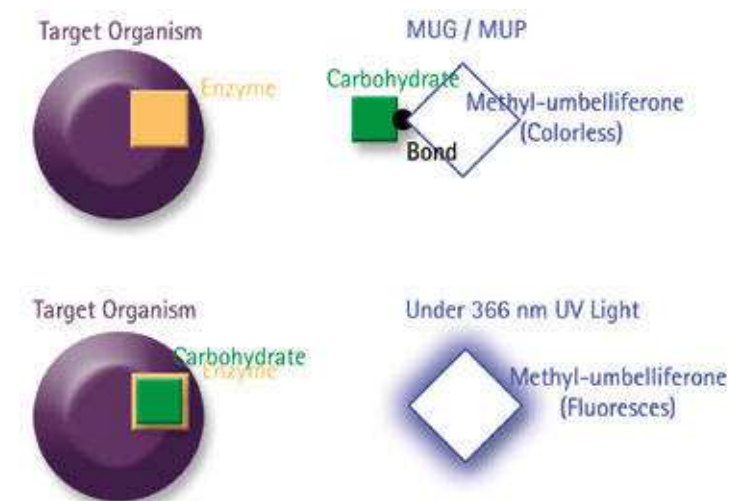 Target Organism
MUG / MUP
Enzyme
Carbohydrate
Methyl-umbelliferone
(Colorless)
Bond
Target Organism
Under 366 nm UV Light
Carbohydrate
Enzyme
Methyl-umbelliferone
(Fluoresces)